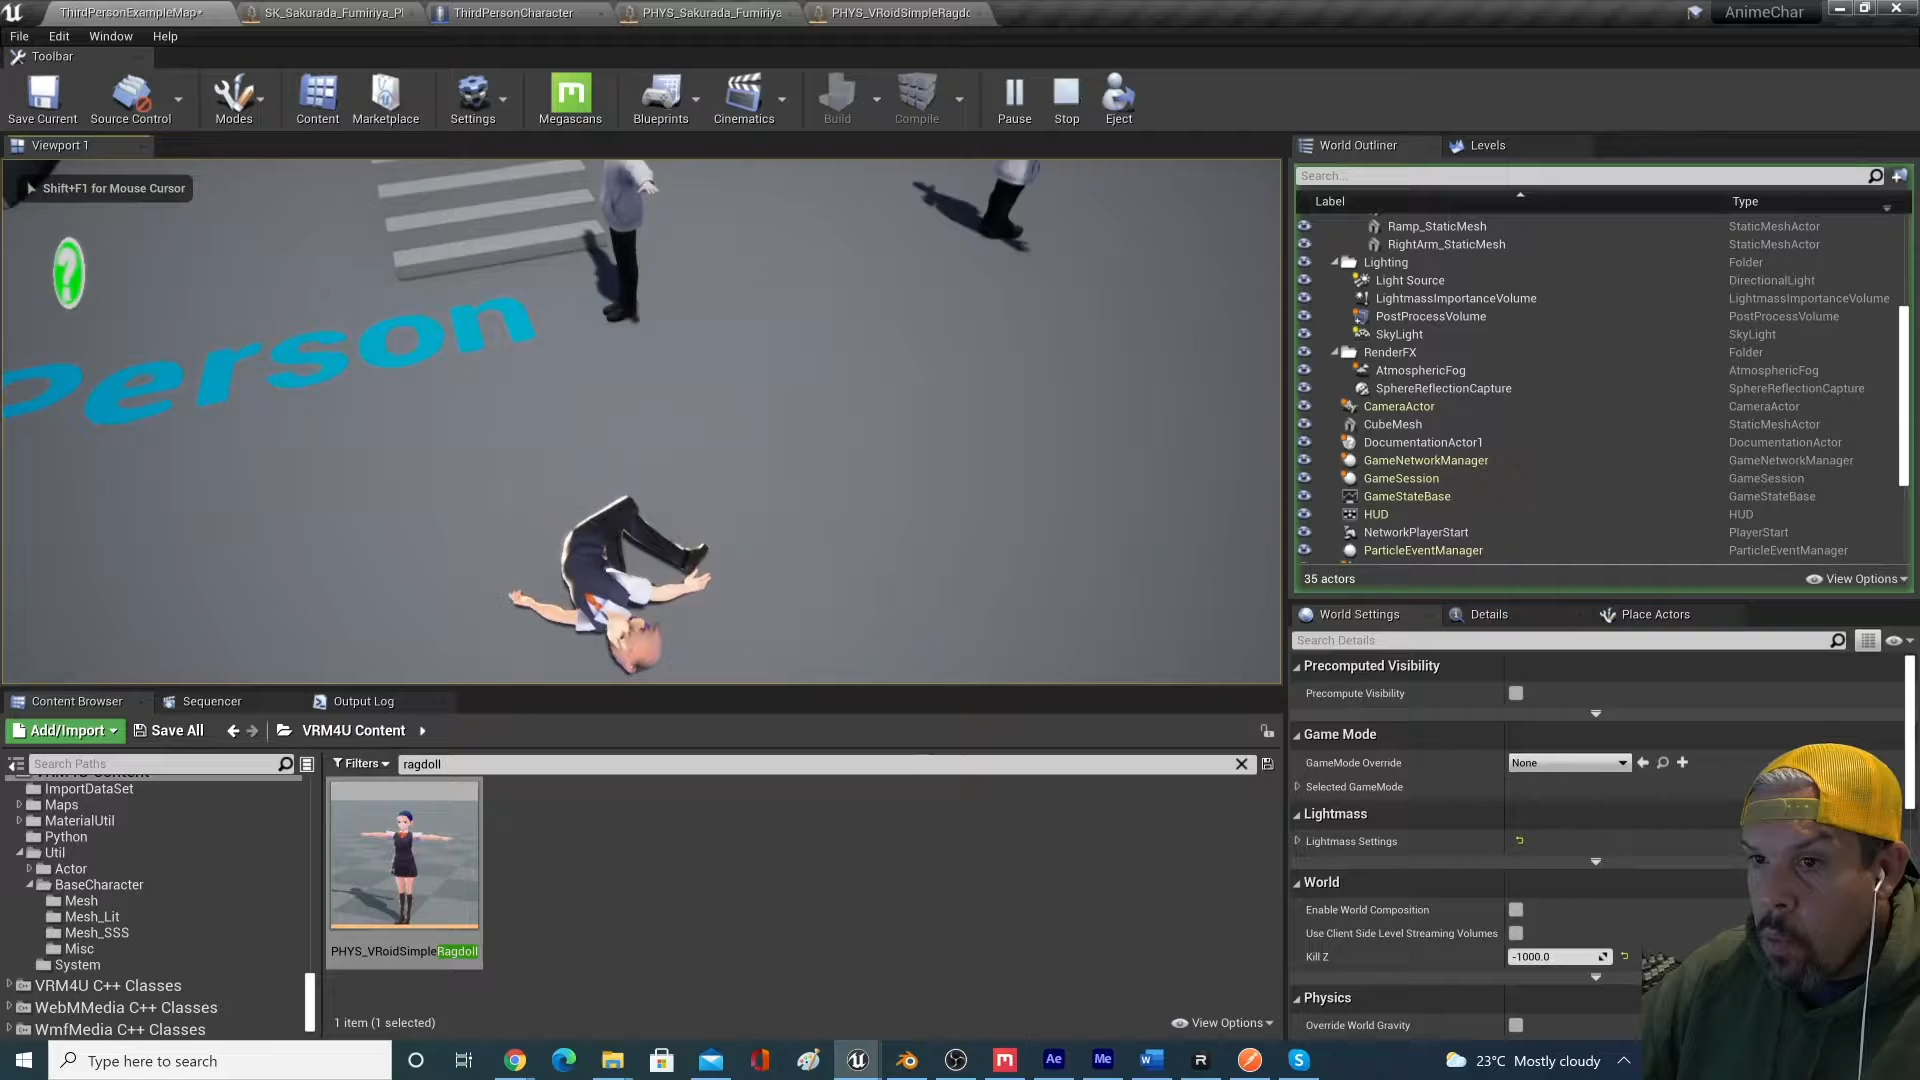 ThirdPersonExampleMap*
SK_Sakurada_Fumiriya_Pl
ThirdPersonCharacter
PHYS_Sakurada_Fumiriya
PHYS_VRoidSimpleRagdo
AnimeChar
File
Edit
Window
Help
Toolbar
Save Current
Source Control
Modes
Content
Marketplace
Settings
Megascans
Blueprints
Cinematics
Build
Compile
Pause
Stop
Eject
Viewport 1
Shift+F1 for Mouse Cursor
Person
World Outliner
Levels
Search...
Label
Type
Ramp_StaticMesh
StaticMeshActor
RightArm_StaticMesh
StaticMeshActor
Lighting
Folder
Light Source
DirectionalLight
LightmassImportanceVolume
LightmassImportanceVolume
PostProcessVolume
PostProcessVolume
SkyLight
SkyLight
RenderFX
Folder
AtmosphericFog
AtmosphericFog
SphereReflectionCapture
SphereReflectionCapture
CameraActor
CameraActor
CubeMesh
StaticMeshActor
DocumentationActor1
DocumentationActor
GameNetworkManager
GameNetworkManager
GameSession
GameSession
GameStateBase
GameStateBase
HUD
HUD
NetworkPlayerStart
PlayerStart
ParticleEventManager
ParticleEventManager
35 actors
View Options
World Settings
Details
Place Actors
Search Details
Precomputed Visibility
Precompute Visibility
Game Mode
GameMode Override
None
Selected GameMode
Lightmass
Lightmass Settings
World
Enable World Composition
Use Client Side Level Streaming Volumes
Kill Z
-1000.0
Physics
Override World Gravity
Content Browser
Sequencer
Output Log
Add/Import
Save All
VRM4U Content
Search Paths
Filters
ragdoll
ImportDataSet
Maps
MaterialUtil
Python
Util
Actor
BaseCharacter
Mesh
Mesh_Lit
Mesh_SSS
Misc
System
VRM4U C++ Classes
WebMMedia C++ Classes
WmfMedia C++ Classes
PHYS_VRoidSimpleRagdoll
1 item (1 selected)
View Options
Type here to search
Ae
Me
23°C Mostly cloudy